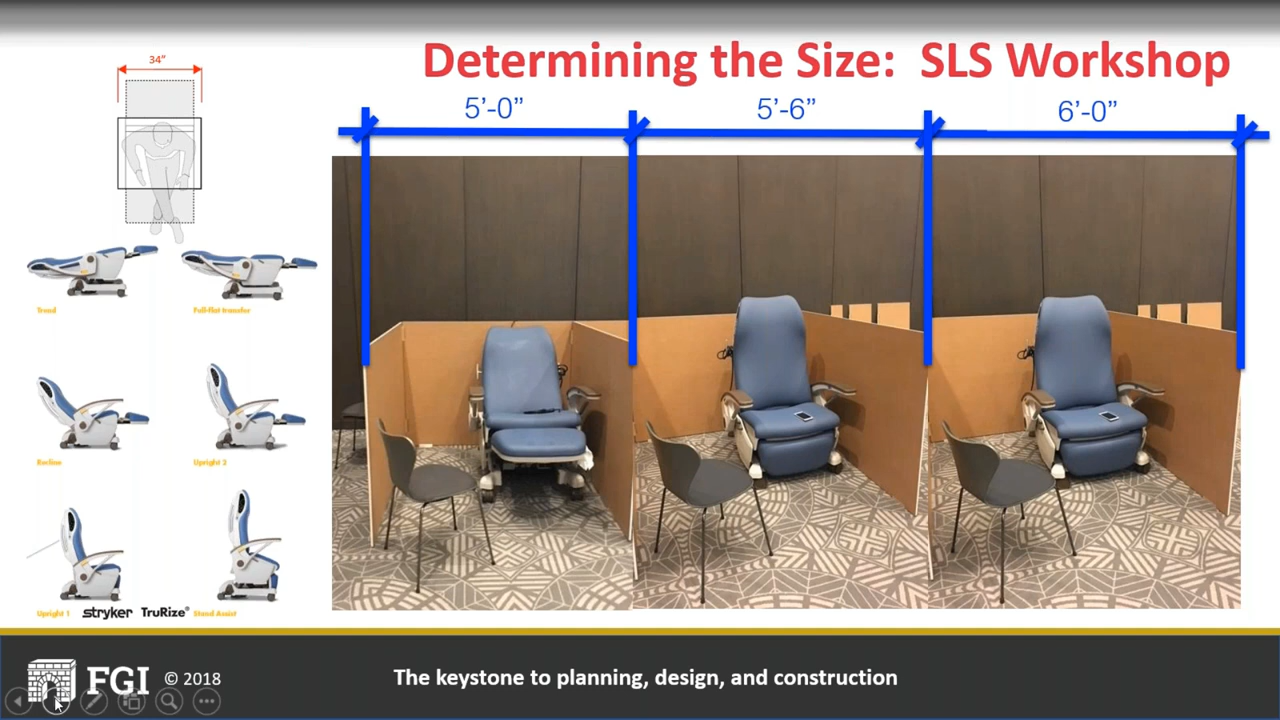 Determining the Size: SLS Workshop
34”
5’-0”
5’-6”
6’-0”
Trend
Full-flat transfer
Recline
Upright 2
Upright 1
stryker TruRize®
Stand Assist
FGI © 2018
The keystone to planning, design, and construction